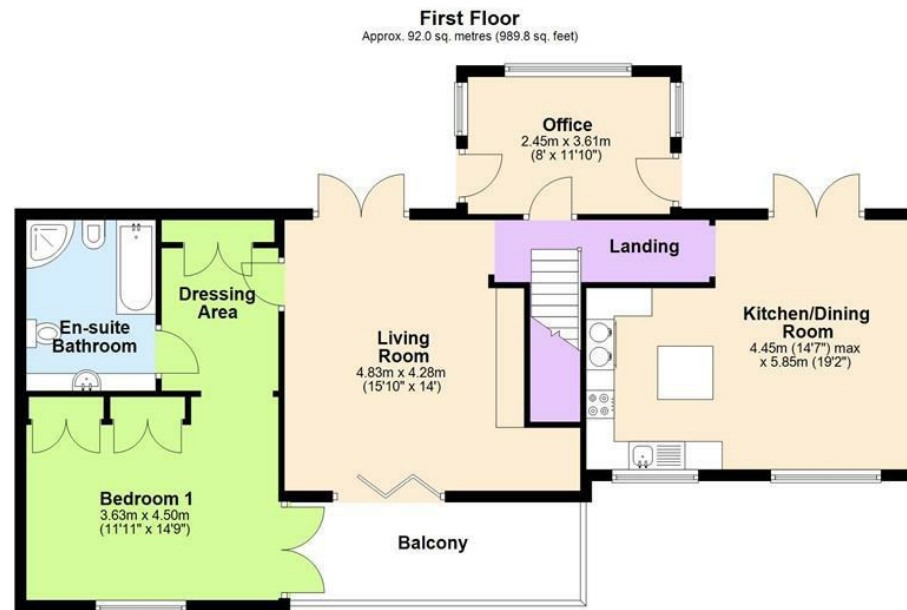 First Floor
Approx. 92.0 sq. metres (989.8 sq. feet)
Office
2.45m x 3.61m
(8' x 11'10")
Landing
Dressing
Area
En-suite
Bathroom
Living
Room
4.83m x 4.28m
(15'10" x 14')
Kitchen/Dining
Room
4.45m (14'7") max
x 5.85m (19'2")
Bedroom 1
3.63m x 4.50m
(11'11" x 14'9")
Balcony